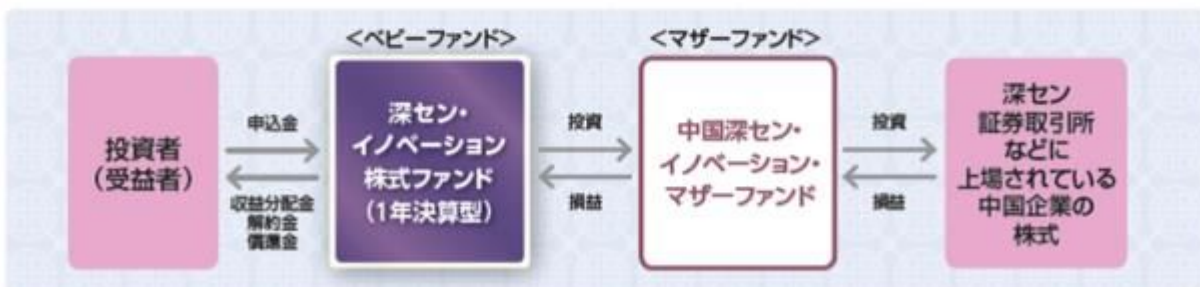 <ベビーファンド>
<マザーファンド>
投資者
(受益者)
申込金
収益分配金
解約金
償還金
深セン・
イノベーション
株式ファンド
(1年決算型)
投資
損益
中国深セン・
イノベーション・
マザーファンド
投資
損益
深セン
証券取引所
などに
上場されている
中国企業の
株式